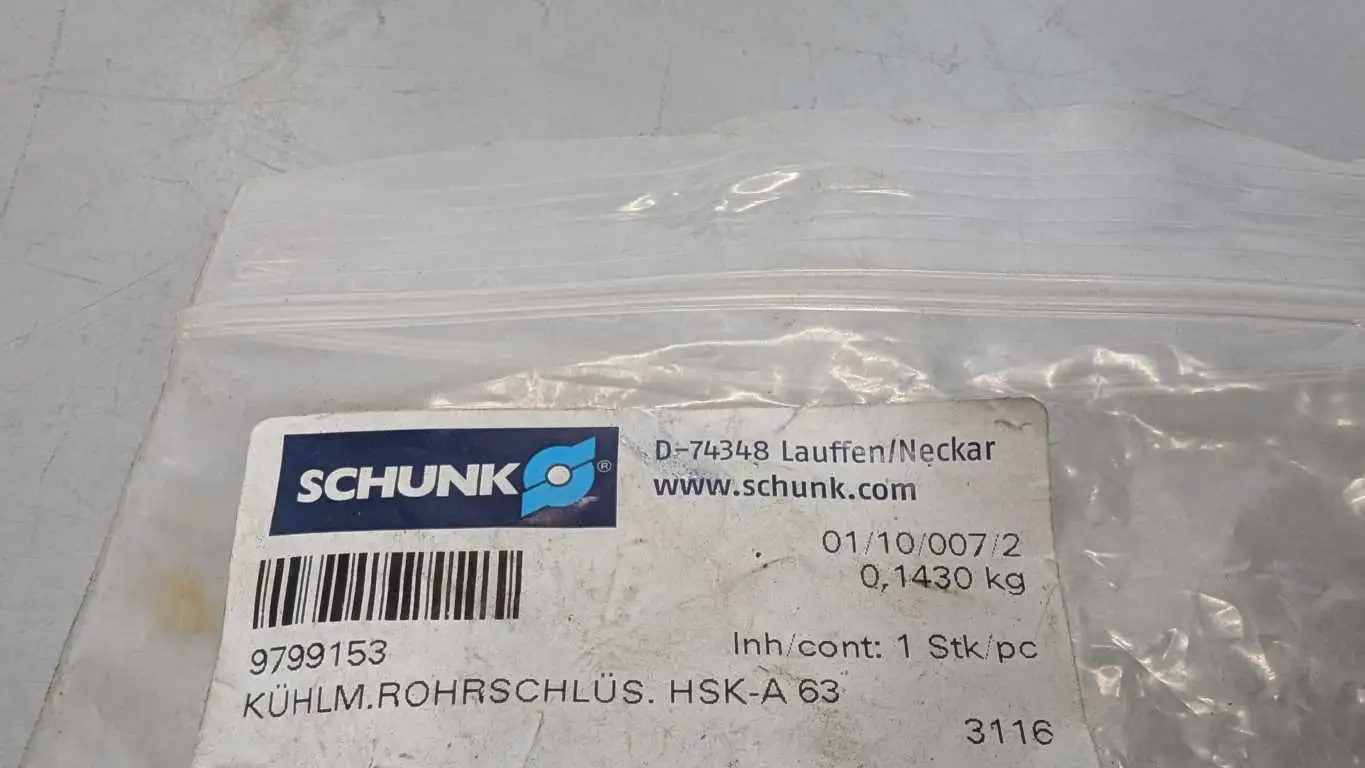 SCHUNK ®
D-74348 Lauffen/Neckar
www.schunk.com
01/10/007/2
0,1430 kg
9799153
Inh/cont: 1 Stk/pc
KÜHLM.ROHRSCHLÜS. HSK-A 63
3116